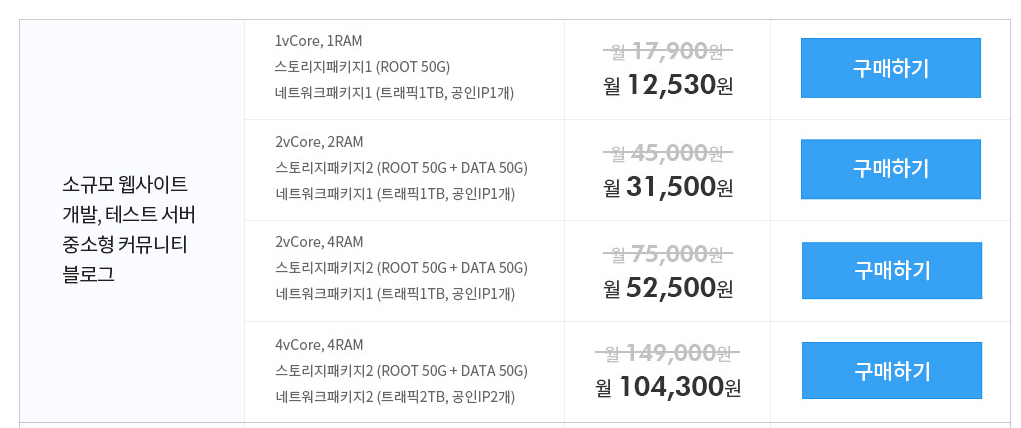 소규모 웹사이트
개발, 테스트 서버
중소형 커뮤니티
블로그
1vCore, 1RAM
스토리지패키지1 (ROOT 50G)
네트워크패키지1 (트래픽1TB, 공인IP1개)
월 17,900원
월 12,530원
구매하기
2vCore, 2RAM
스토리지패키지2 (ROOT 50G + DATA 50G)
네트워크패키지1 (트래픽1TB, 공인IP1개)
월 45,000원
월 31,500원
구매하기
2vCore, 4RAM
스토리지패키지2 (ROOT 50G + DATA 50G)
네트워크패키지1 (트래픽1TB, 공인IP1개)
월 75,000원
월 52,500원
구매하기
4vCore, 4RAM
스토리지패키지2 (ROOT 50G + DATA 50G)
네트워크패키지2 (트래픽2TB, 공인IP2개)
월 149,000원
월 104,300원
구매하기